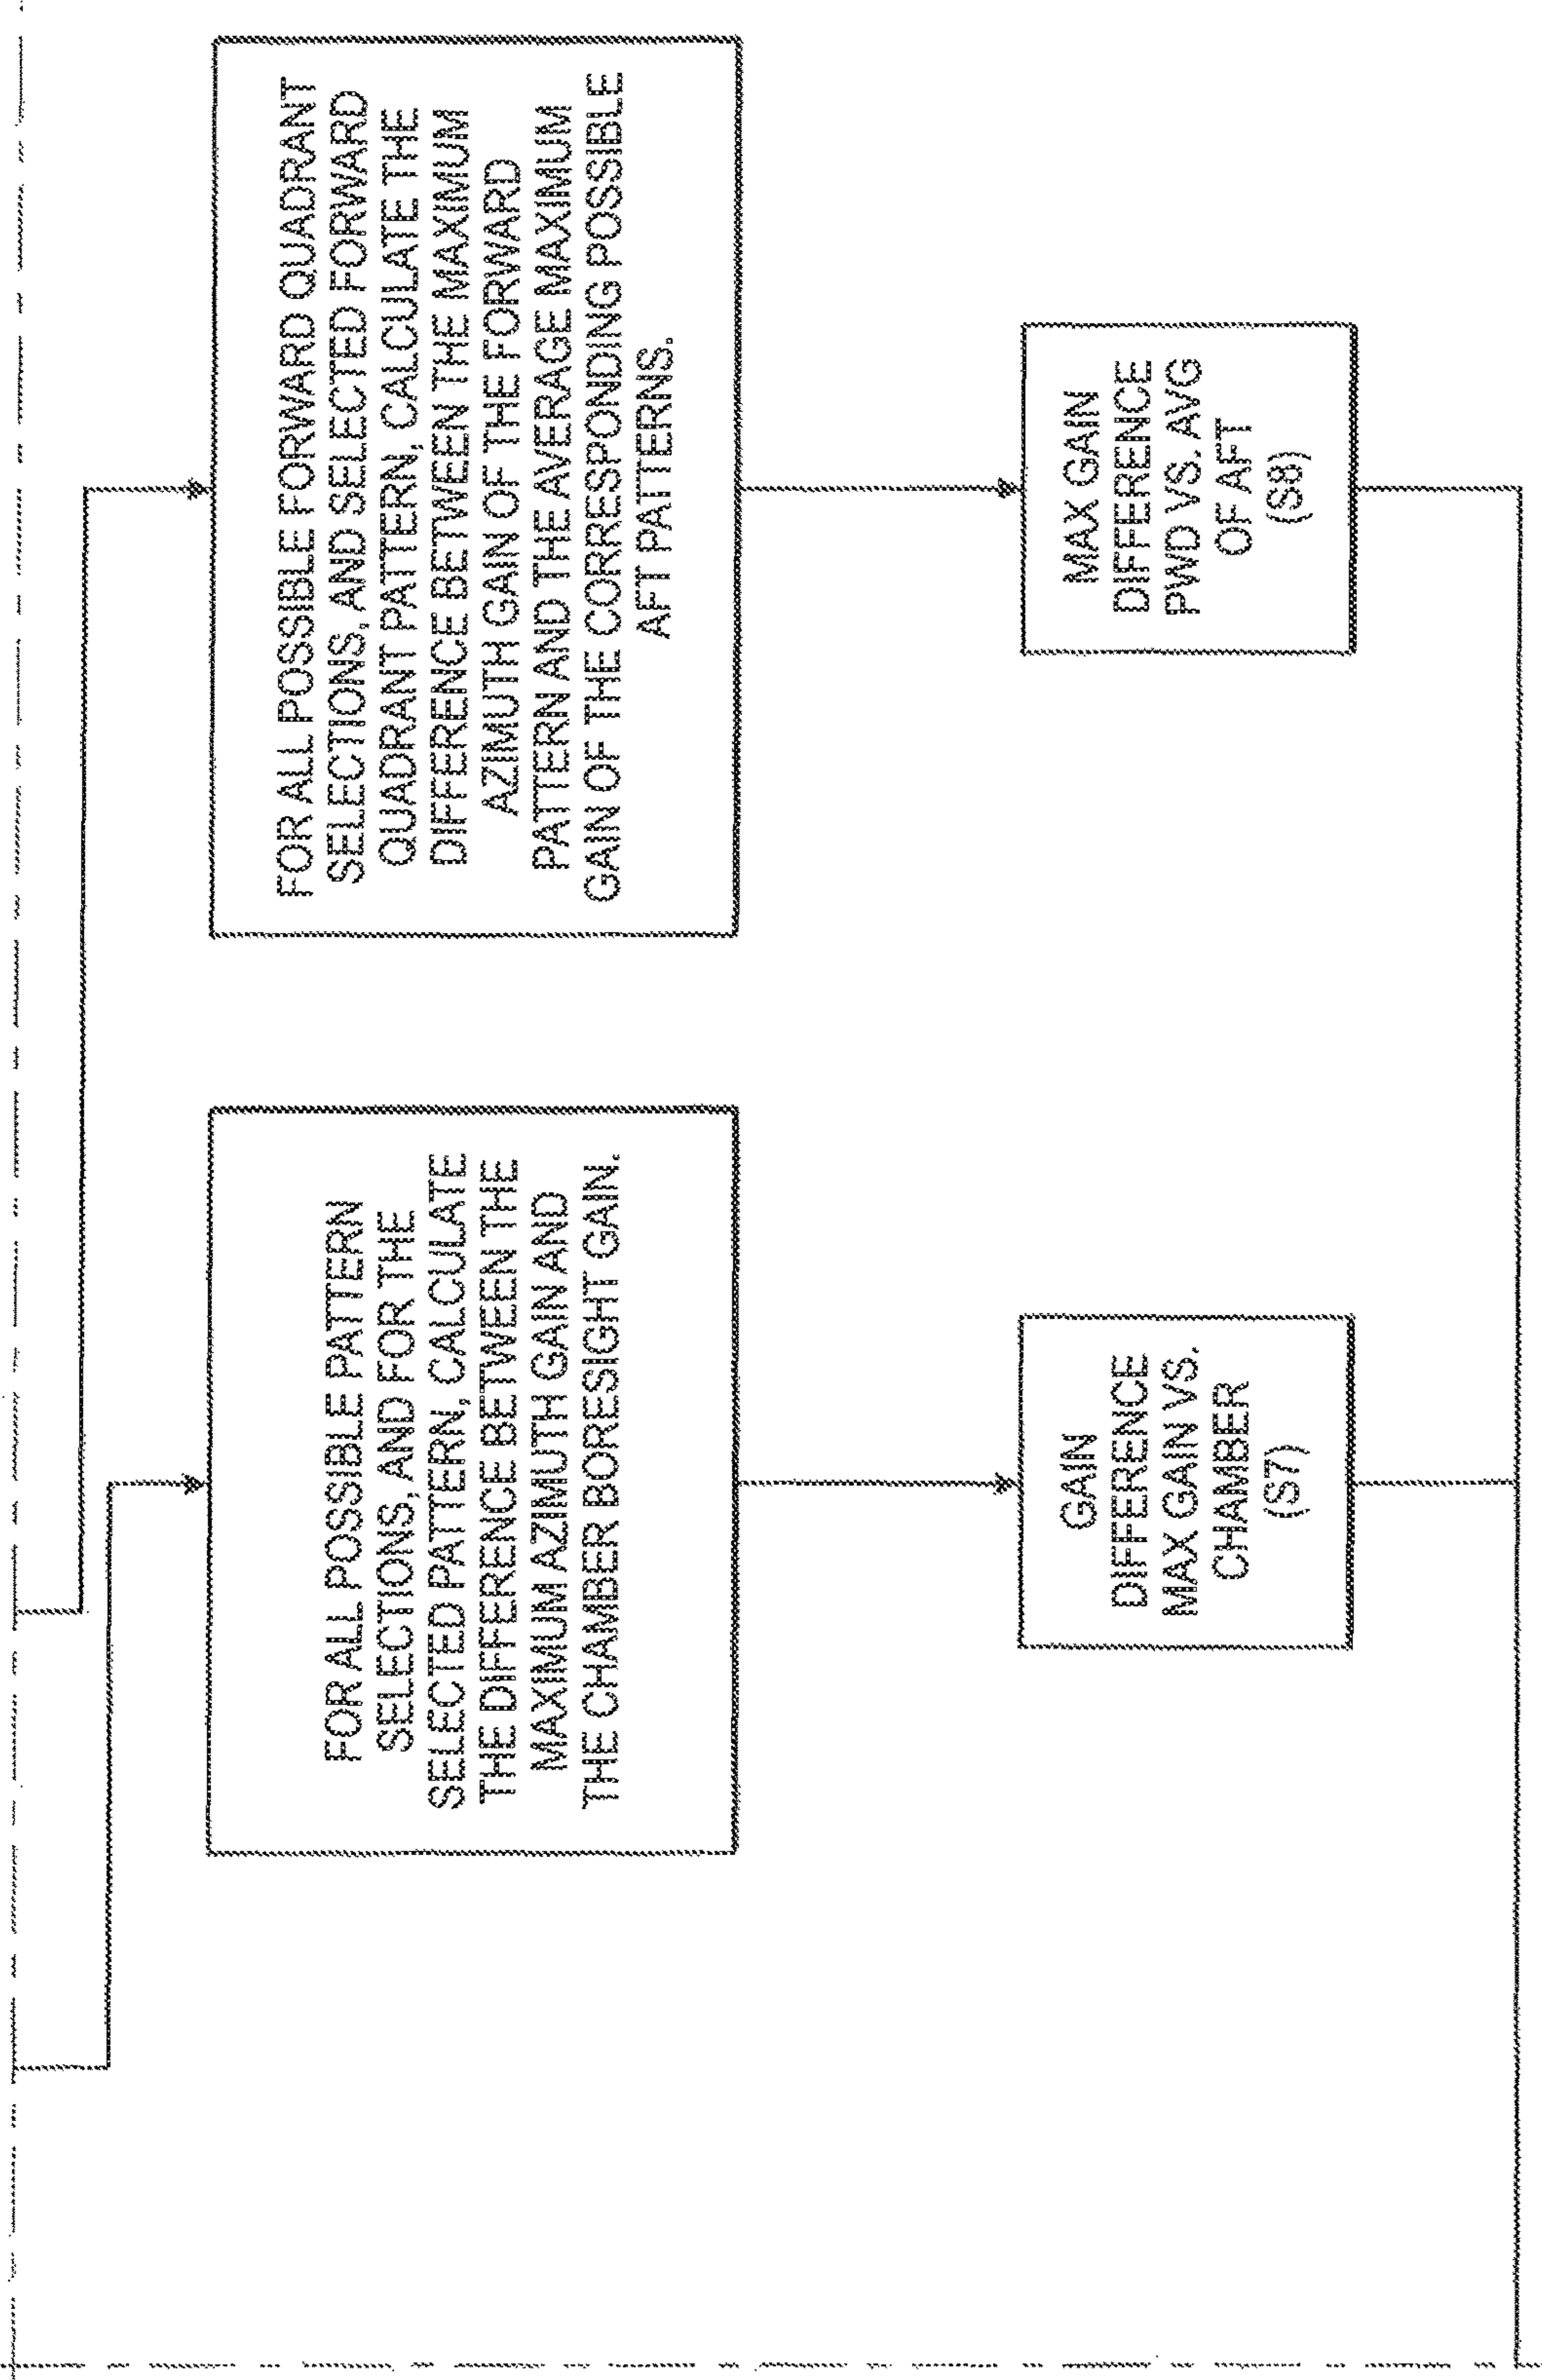 FOR ALL POSSIBLE PATTERN
SELECTIONS, AND FOR THE
SELECTED PATTERN, CALCULATE
THE DIFFERENCE BETWEEN THE
MAXIMUM AZIMUTH GAIN AND
THE CHAMBER BORESIGHT GAIN.
FOR ALL POSSIBLE FORWARD QUADRANT
SELECTIONS, AND SELECTED FORWARD
QUADRANT PATTERN, CALCULATE THE
DIFFERENCE BETWEEN THE MAXIMUM
AZIMUTH GAIN OF THE FORWARD
PATTERN AND THE AVERAGE MAXIMUM
GAIN OF THE CORRESPONDING POSSIBLE
AFT PATTERNS.
GAIN
DIFFERENCE
MAX GAIN VS.
CHAMBER
(S7)
MAX GAIN
DIFFERENCE
PWD VS. AVG
OF AFT
(S8)